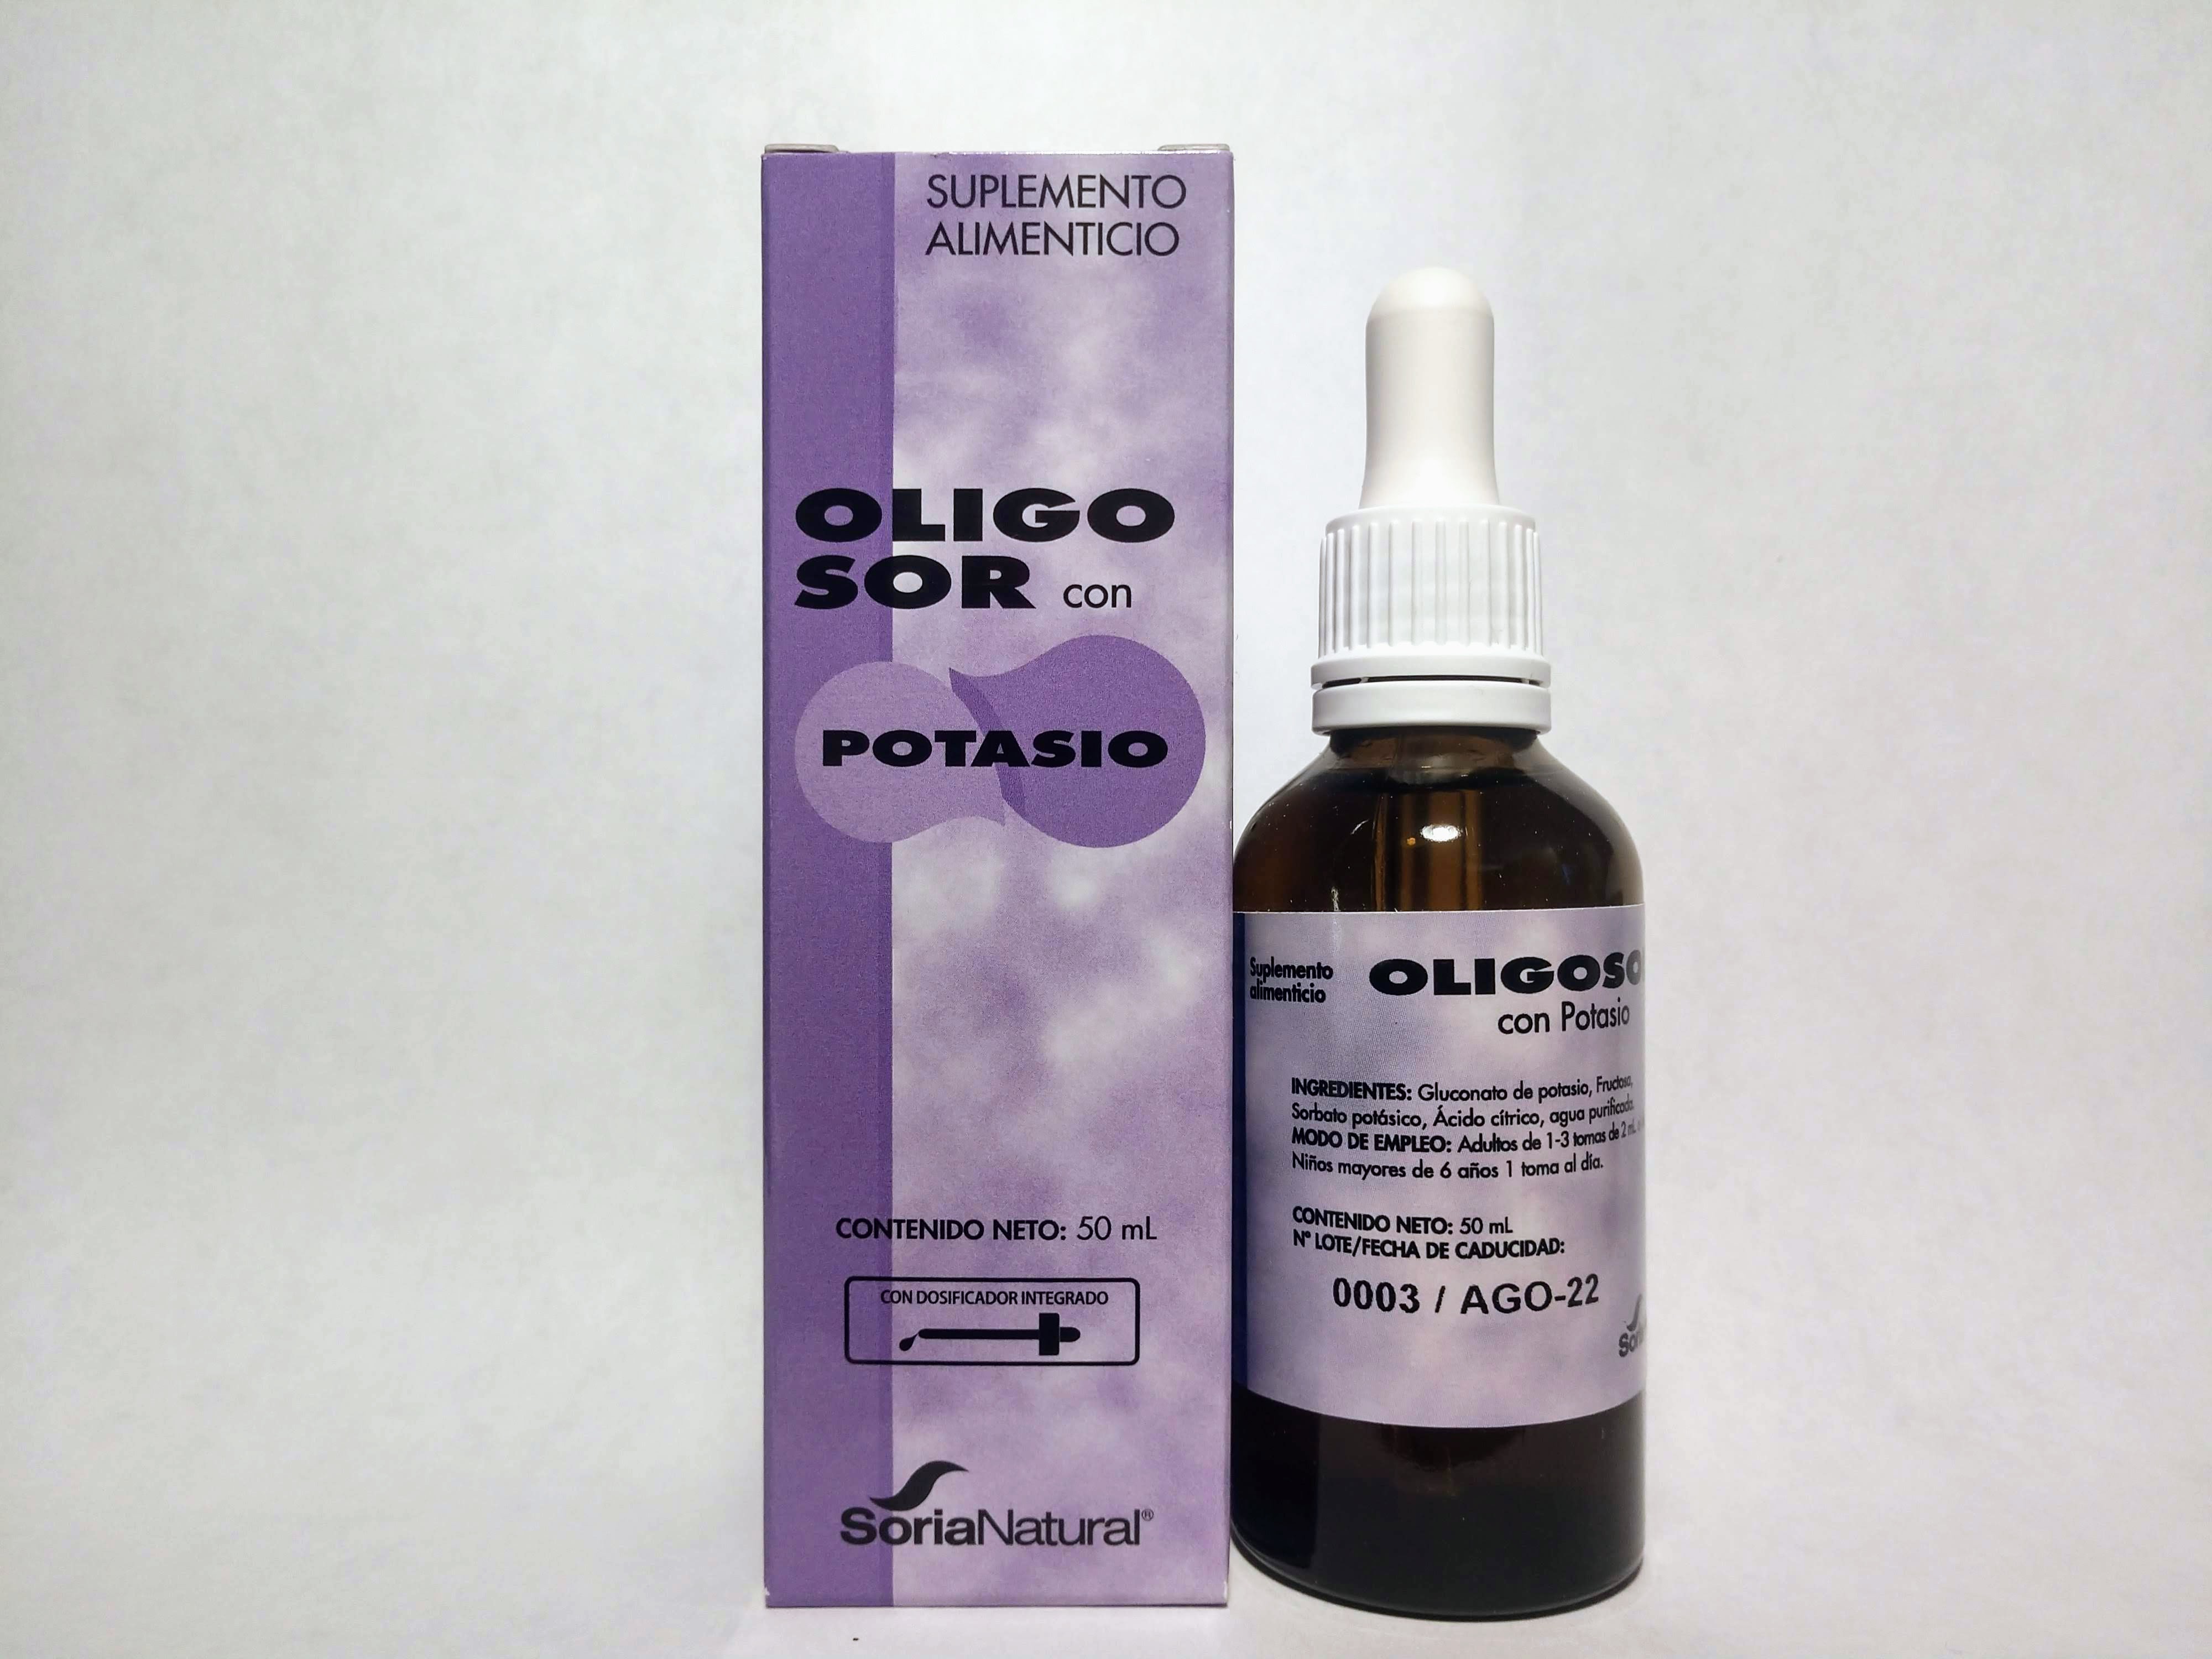 SUPLEMENTO
ALIMENTICIO
OLIGO
SOR con
POTASIO
CONTENIDO NETO: 50 mL
CON DOSIFICADOR INTEGRADO
SoriaNatural®
Suplemento
alimenticio
OLIGOSO
con Potasio
INGREDIENTES: Gluconato de potasio, Fructosa,
Sorbato potásico, Ácido cítrico, agua purificada.
MODO DE EMPLEO: Adultos de 1-3 tomas de 2 mL
Niños mayores de 6 años 1 toma al día.
CONTENIDO NETO: 50 mL
N° LOTE/FECHA DE CADUCIDAD:
0003 / AGO-22